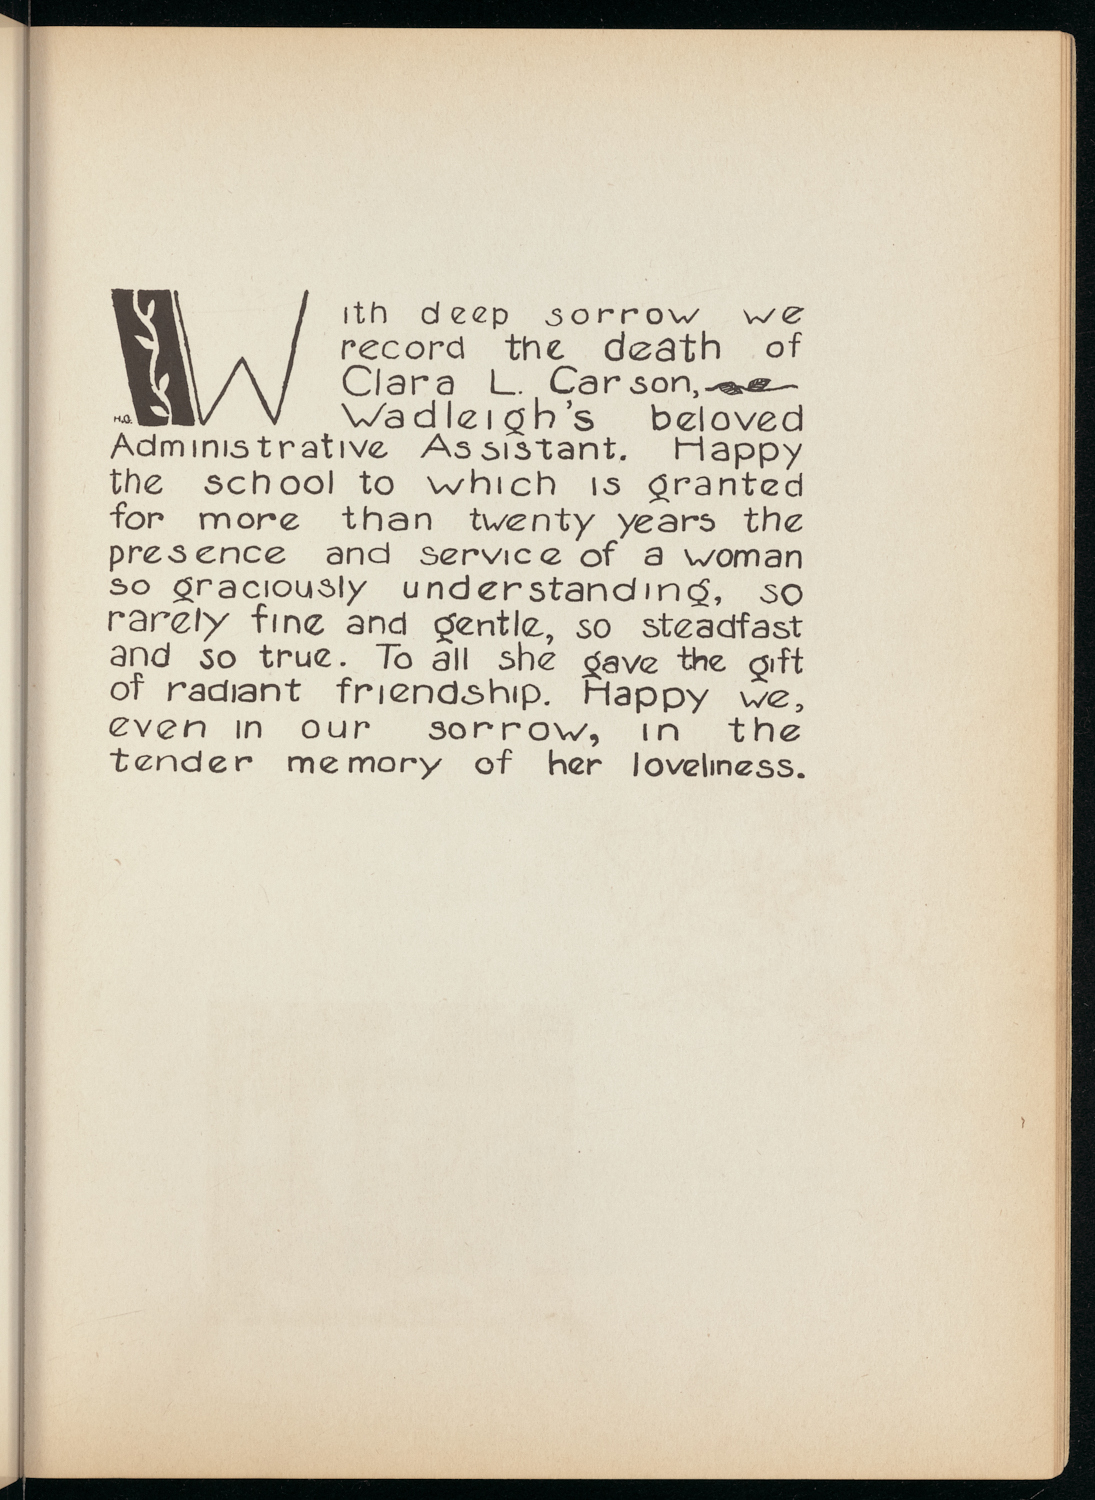 With deep sorrow we
record the death of
Clara L. Carson,
Wadleigh's beloved
H.G.
Administrative Assistant. Happy
the school to which is granted
for more than twenty years the
presence and service of a woman
so graciously understanding, so
rarely fine and gentle, so steadfast
and so true. To all she gave the gift
of radiant friendship. Happy we,
even in our sorrow, in the
tender memory of her loveliness.